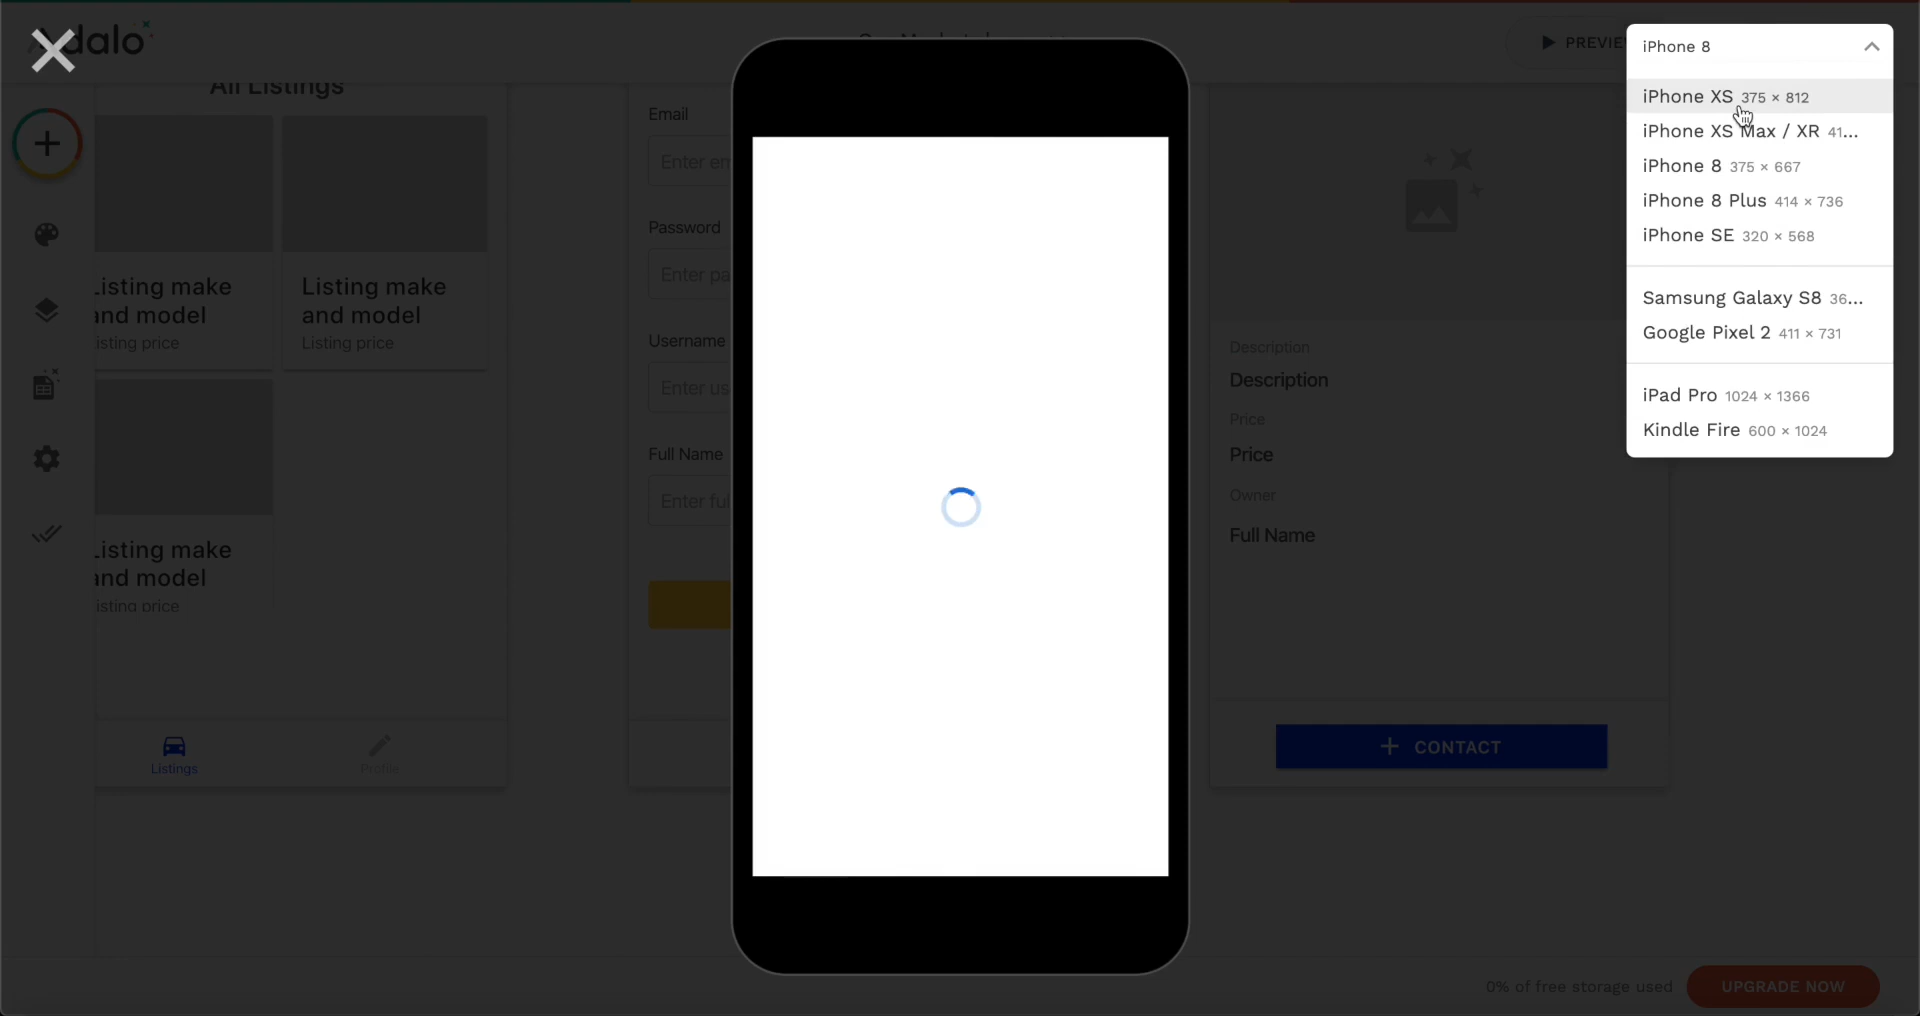 PREVIE
iPhone 8
All Listings
Email
Enter em
Password
Enter pa
Username
Enter us
Full Name
Enter ful
Listing make
and model
Listing price
Listing make
and model
Listing price
Listing make
and model
Listing price
Listings
Profile
Description
Description
Price
Price
Owner
Full Name
CONTACT
iPhone XS 375 × 812
iPhone XS Max / XR 41...
iPhone 8 375 × 667
iPhone 8 Plus 414 × 736
iPhone SE 320 × 568
Samsung Galaxy S8 36...
Google Pixel 2 411 × 731
iPad Pro 1024 × 1366
Kindle Fire 600 × 1024
0% of free storage used
UPGRADE NOW